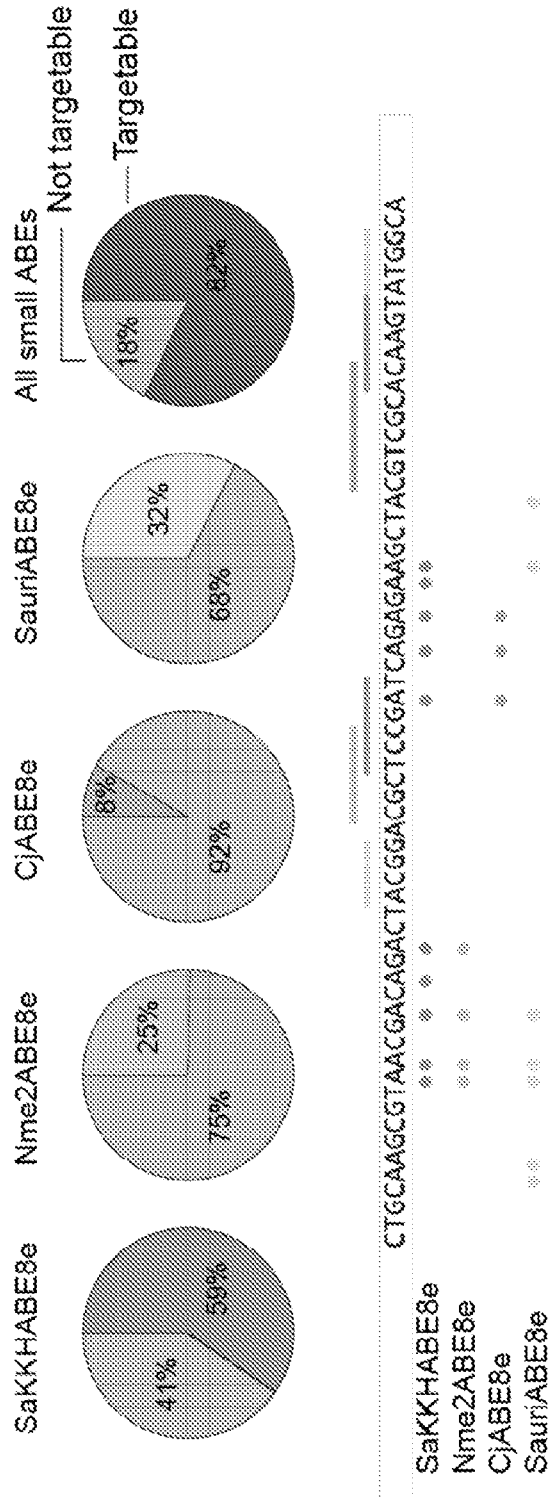 SaKKHABE8e
Nme2ABE8e
CjABE8e
SauriABE8e
All small ABEs
Not targetable
Targetable
41%
59%
75%
25%
92%
8%
68%
32%
18%
82%
CTGCAAGCGTAACGACAGACTACGGACGCTCCGATCAGAGAAGCTACGTCGCACAAGTATGGCA
SaKKHABE8e
Nme2ABE8e
CjABE8e
SauriABE8e